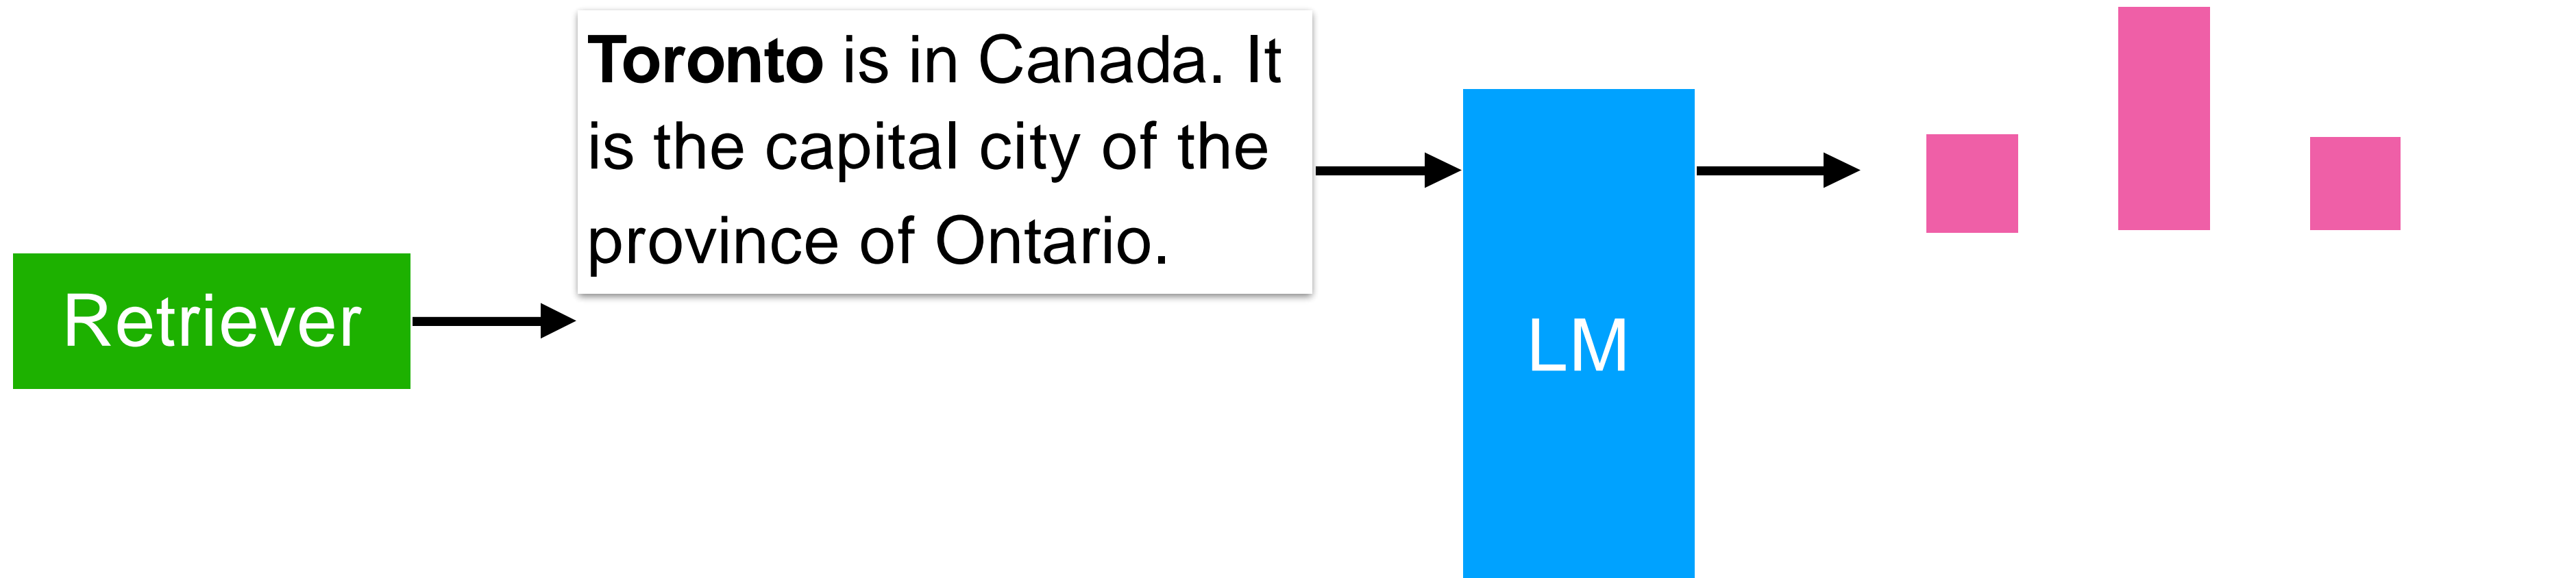 Retriever
Toronto is in Canada. It
is the capital city of the
province of Ontario.
LM